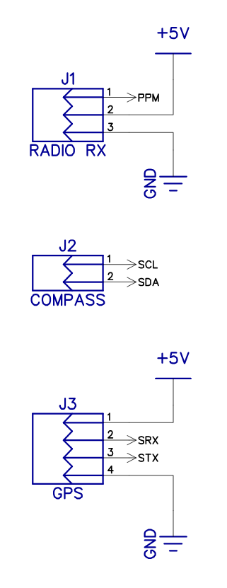 +5V
J1
1 PPM
2
3
RADIO RX
GND
J2
1 SCL
2 SDA
COMPASS
+5V
J3
1
2 SRX
3 STX
4
GPS
GND